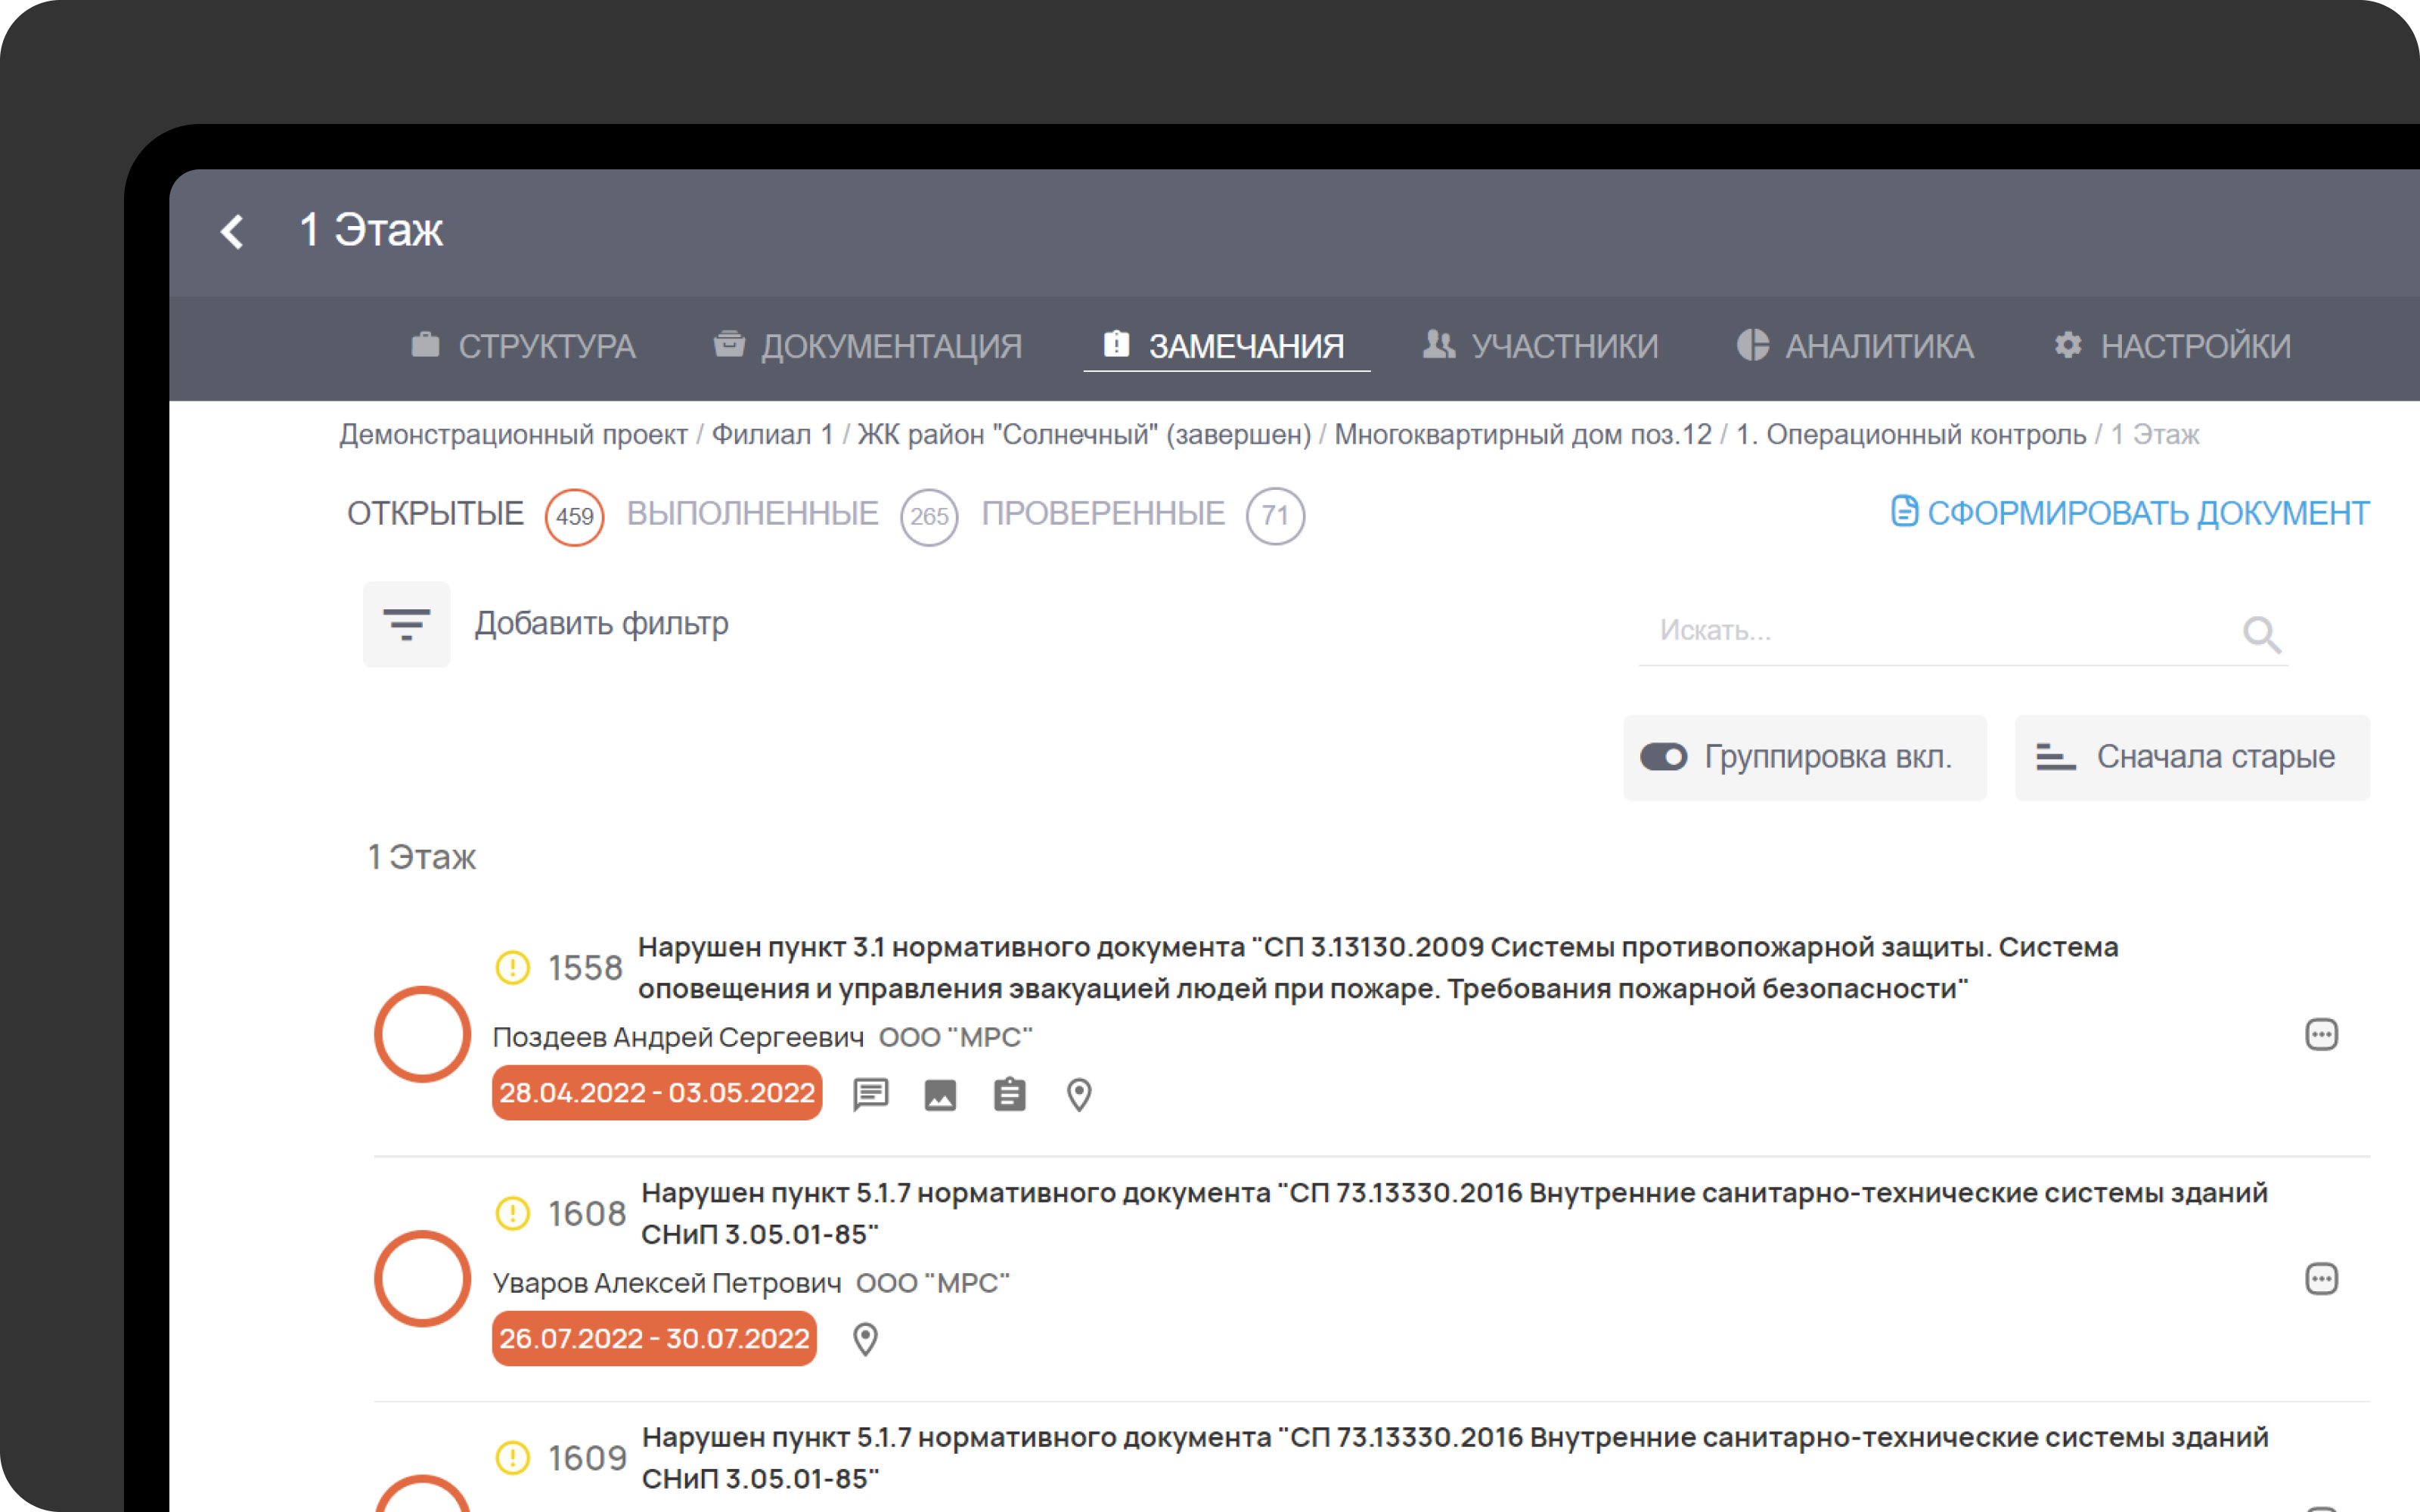 1 Этаж
СТРУКТУРА ДОКУМЕНТАЦИЯ ЗАМЕЧАНИЯ УЧАСТНИКИ АНАЛИТИКА НАСТРОЙКИ
Демонстрационный проект / Филиал 1 / ЖК район "Солнечный" (завершен) / Многоквартирный дом поз.12 / 1. Операционный контроль / 1 Этаж
ОТКРЫТЫЕ 459 ВЫПОЛНЕННЫЕ 265 ПРОВЕРЕННЫЕ 71 СФОРМИРОВАТЬ ДОКУМЕНТ
Добавить фильтр Искать...
Группировка вкл. Сначала старые
1 Этаж
1558 Нарушен пункт 3.1 нормативного документа "СП 3.13130.2009 Системы противопожарной защиты. Система
оповещения и управления эвакуацией людей при пожаре. Требования пожарной безопасности"
Поздеев Андрей Сергеевич ООО "МРС"
28.04.2022 - 03.05.2022
1608 Нарушен пункт 5.1.7 нормативного документа "СП 73.13330.2016 Внутренние санитарно-технические системы зданий
СНиП 3.05.01-85"
Уваров Алексей Петрович ООО "МРС"
26.07.2022 - 30.07.2022
1609 Нарушен пункт 5.1.7 нормативного документа "СП 73.13330.2016 Внутренние санитарно-технические системы зданий
СНиП 3.05.01-85"